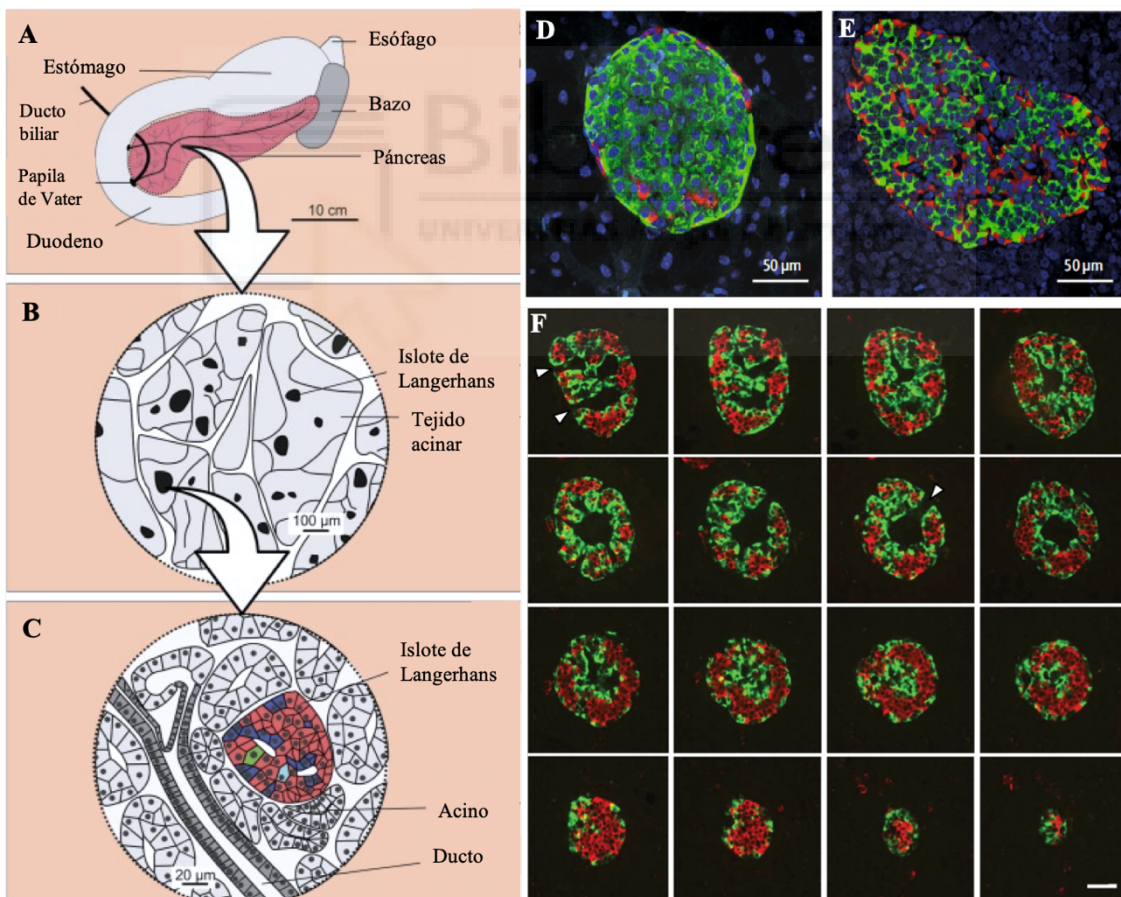 A
Esófago
Estómago
Ducto
biliar
Bazo
Páncreas
Papila
de Vater
Duodeno
10 cm
B
Islote de
Langerhans
Tejido
acinar
100 µm
C
Islote de
Langerhans
Acino
Ducto
20 µm
D
50 µm
E
50 µm
F